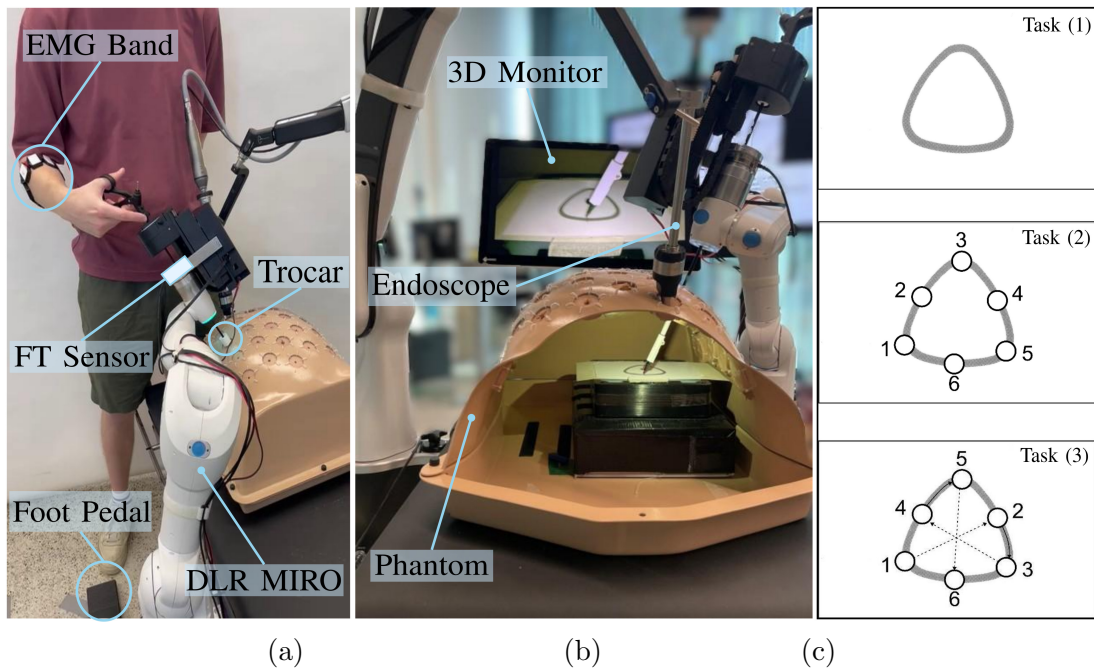 EMG Band
Trocar
FT Sensor
Foot Pedal
DLR MIRO
(a)
3D Monitor
Endoscope
Phantom
(b)
Task (1)
Task (2)
3
2
4
1
5
6
Task (3)
5
4
2
1
3
6
(c)